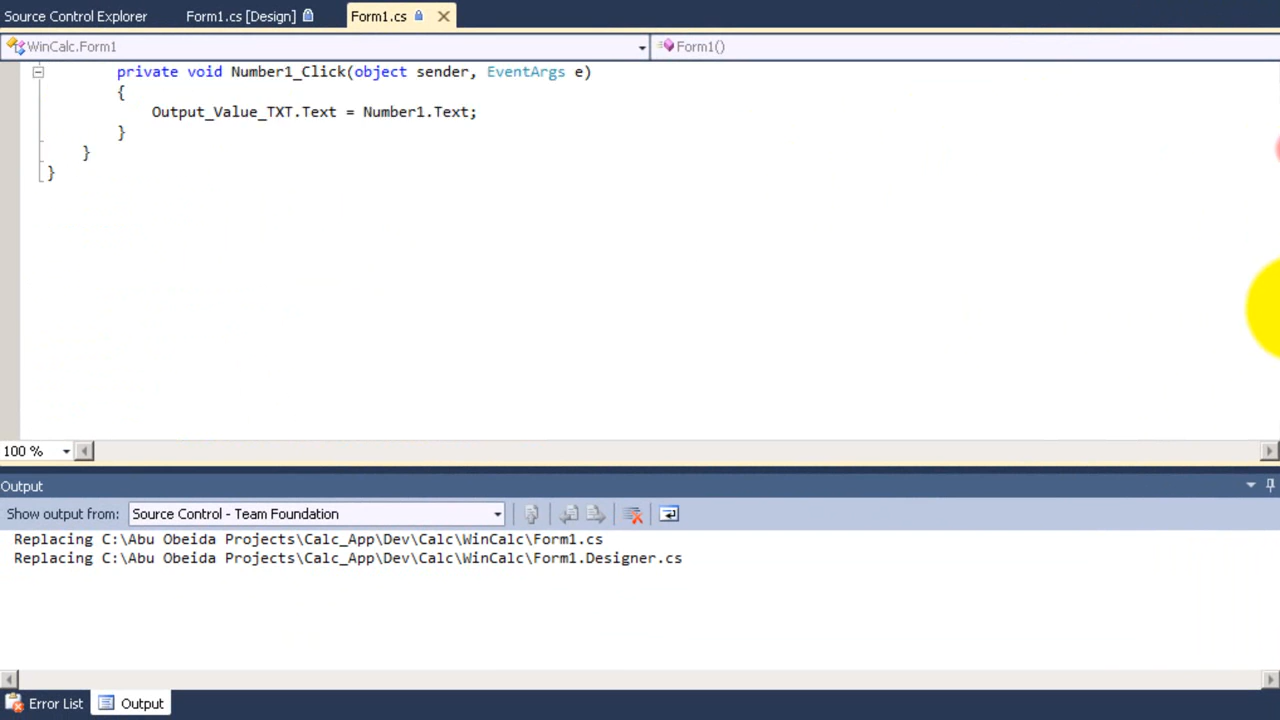 Source Control Explorer Form1.cs [Design] Form1.cs
WinCalc.Form1 Form1()
private void Number1_Click(object sender, EventArgs e)
{
Output_Value_TXT.Text = Number1.Text;
}
}
}
100 %
Output
Show output from: Source Control - Team Foundation
Replacing C:\Abu Obeida Projects\Calc_App\Dev\Calc\WinCalc\Form1.cs
Replacing C:\Abu Obeida Projects\Calc_App\Dev\Calc\WinCalc\Form1.Designer.cs
Error List Output